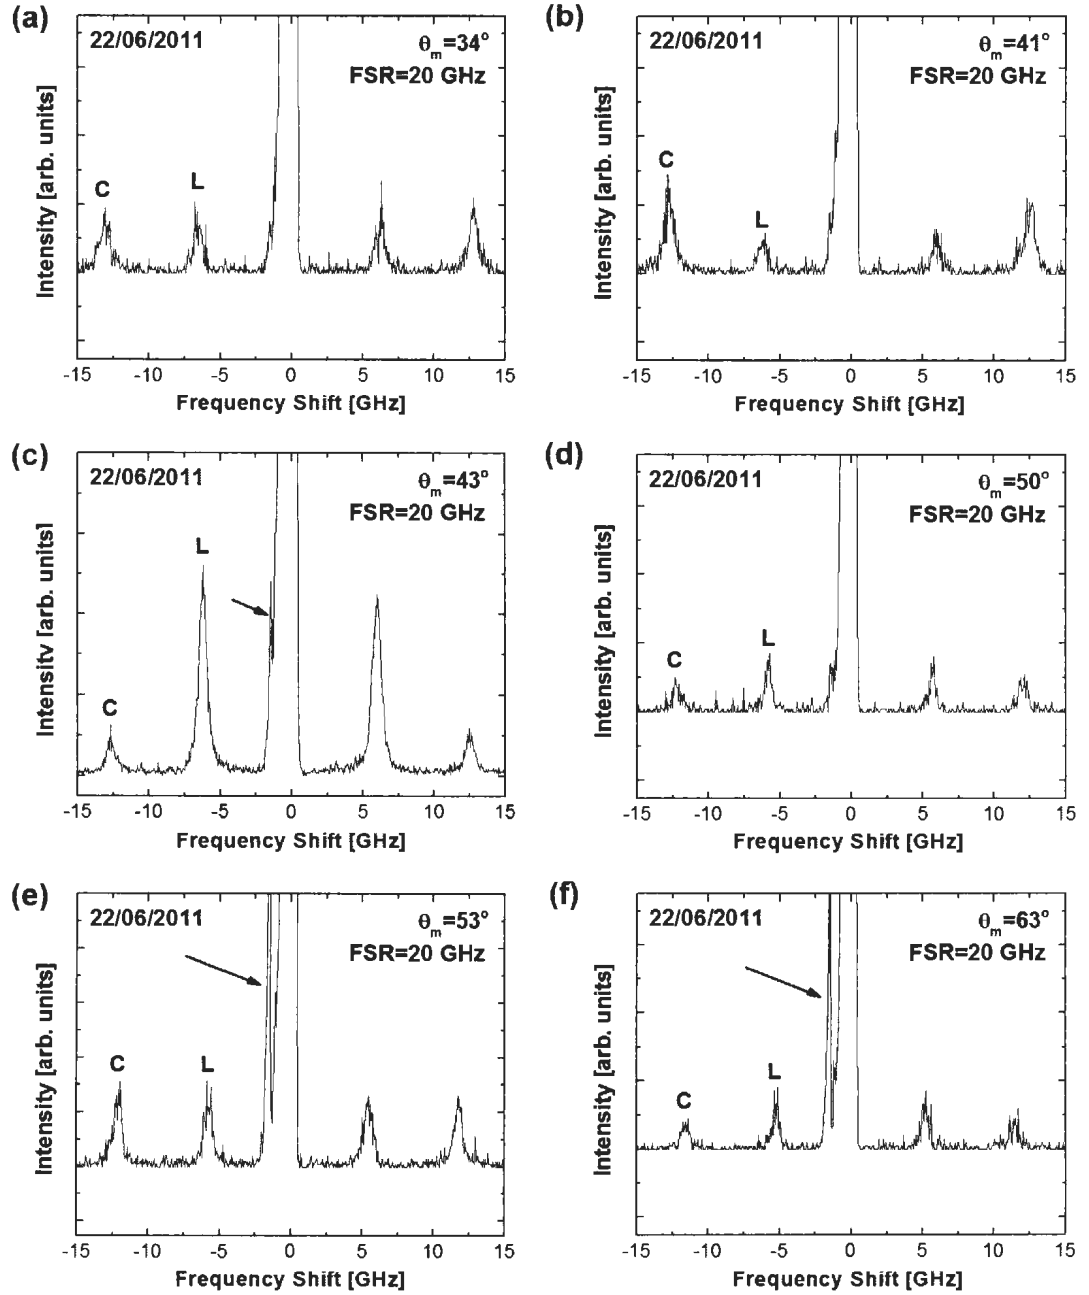 (a)
22/06/2011
θm=34°
FSR=20 GHz
C
L
Intensity [arb. units]
-15 -10 -5 0 5 10 15
Frequency Shift [GHz]
(b)
22/06/2011
θm=41°
FSR=20 GHz
C
L
Intensity [arb. units]
-15 -10 -5 0 5 10 15
Frequency Shift [GHz]
(c)
22/06/2011
θm=43°
FSR=20 GHz
L
C
Intensity [arb. units]
-15 -10 -5 0 5 10 15
Frequency Shift [GHz]
(d)
22/06/2011
θm=50°
FSR=20 GHz
C
L
Intensity [arb. units]
-15 -10 -5 0 5 10 15
Frequency Shift [GHz]
(e)
22/06/2011
θm=53°
FSR=20 GHz
C
L
Intensity [arb. units]
-15 -10 -5 0 5 10 15
Frequency Shift [GHz]
(f)
22/06/2011
θm=63°
FSR=20 GHz
C
L
Intensity [arb. units]
-15 -10 -5 0 5 10 15
Frequency Shift [GHz]